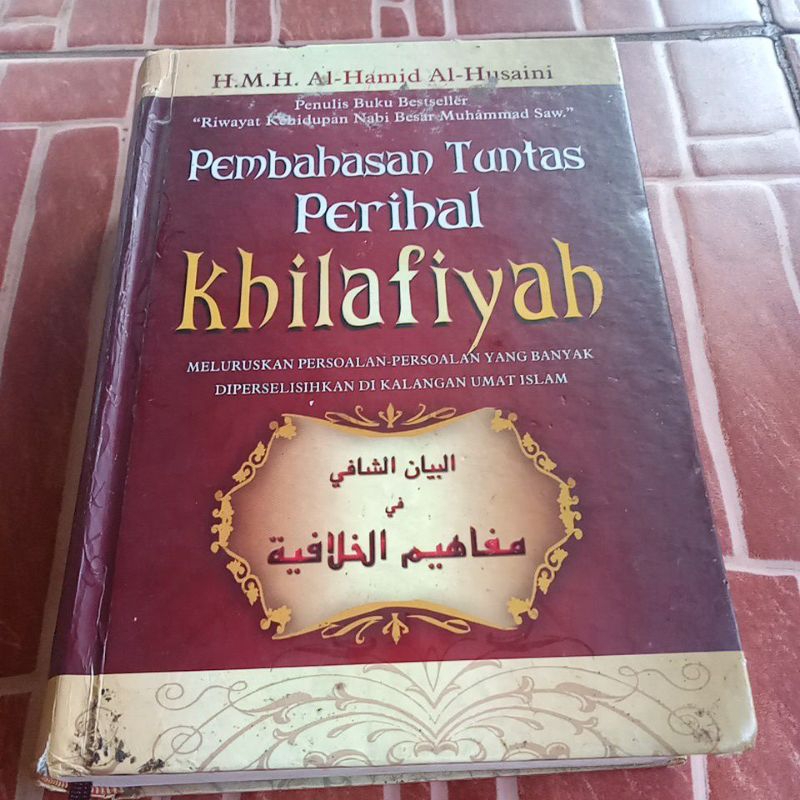 H.M.H. Al-Hamid Al-Husaini
Penulis Buku Bestseller
"Riwayat Kehidupan Nabi Besar Muhammad Saw."
Pembahasan Tuntas
Perihal
Khilafiyah
MELURUSKAN PERSOALAN-PERSOALAN YANG BANYAK
DIPERSELISIHKAN DI KALANGAN UMAT ISLAM
البيان الشافي
في
مفاهيم الخلافية